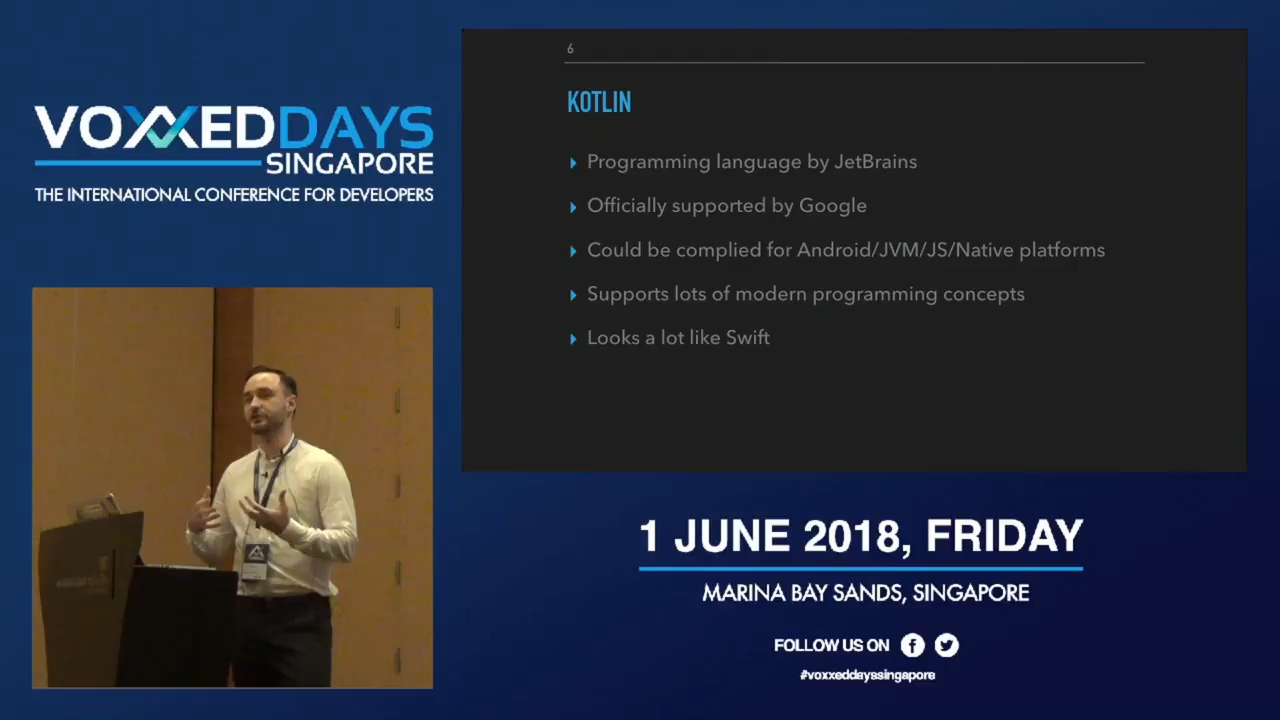 VOXXEDDAYS
SINGAPORE
THE INTERNATIONAL CONFERENCE FOR DEVELOPERS
6
KOTLIN
Programming language by JetBrains
Officially supported by Google
Could be complied for Android/JVM/JS/Native platforms
Supports lots of modern programming concepts
Looks a lot like Swift
1 JUNE 2018, FRIDAY
MARINA BAY SANDS, SINGAPORE
FOLLOW US ON
#voxxeddayssingapore